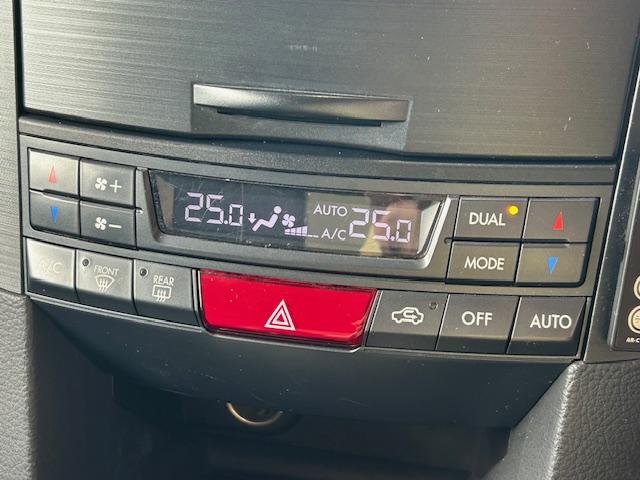 25.0 AUTO 25.0
A/C
DUAL
MODE
A/C FRONT REAR
OFF AUTO